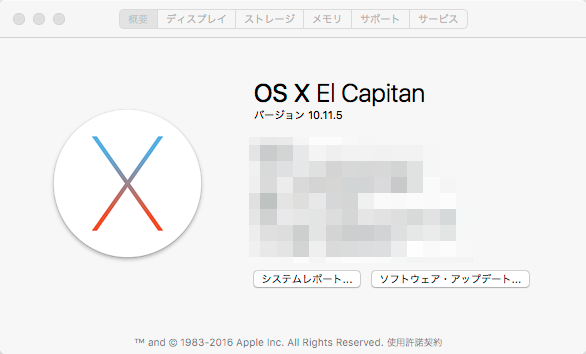 概要 ディスプレイ ストレージ メモリ サポート サービス
OS X El Capitan
バージョン 10.11.5
システムレポート... ソフトウェア・アップデート...
™ and © 1983-2016 Apple Inc. All Rights Reserved. 使用許諾契約